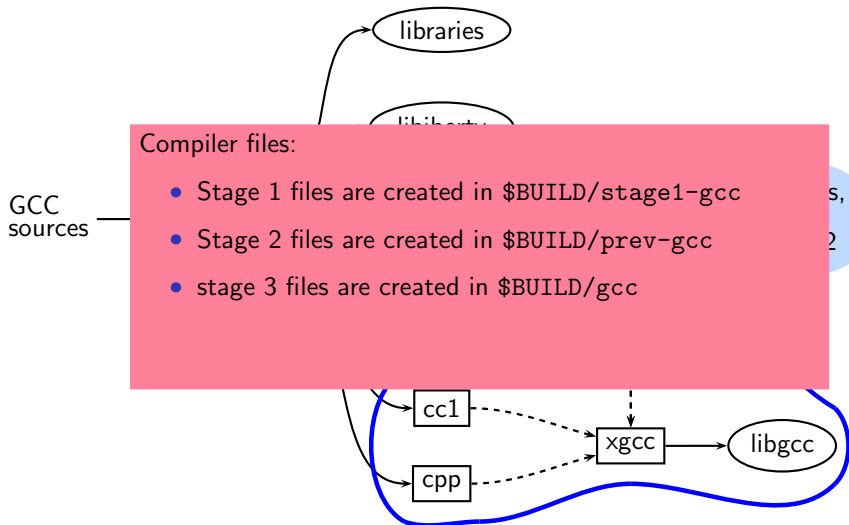 libraries
Compiler files:
• Stage 1 files are created in $BUILD/stage1-gcc
• Stage 2 files are created in $BUILD/prev-gcc
• stage 3 files are created in $BUILD/gcc
GCC
sources
s,
2
cc1
xgcc
libgcc
cpp